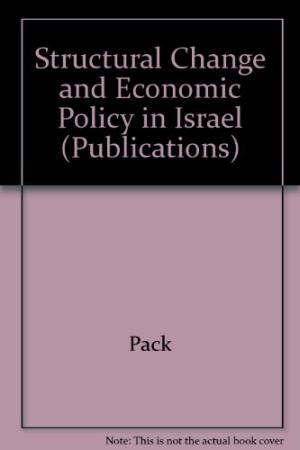 Structural Change
and Economic
Policy in Israel
(Publications)
Pack
Note: This is not the actual book cover